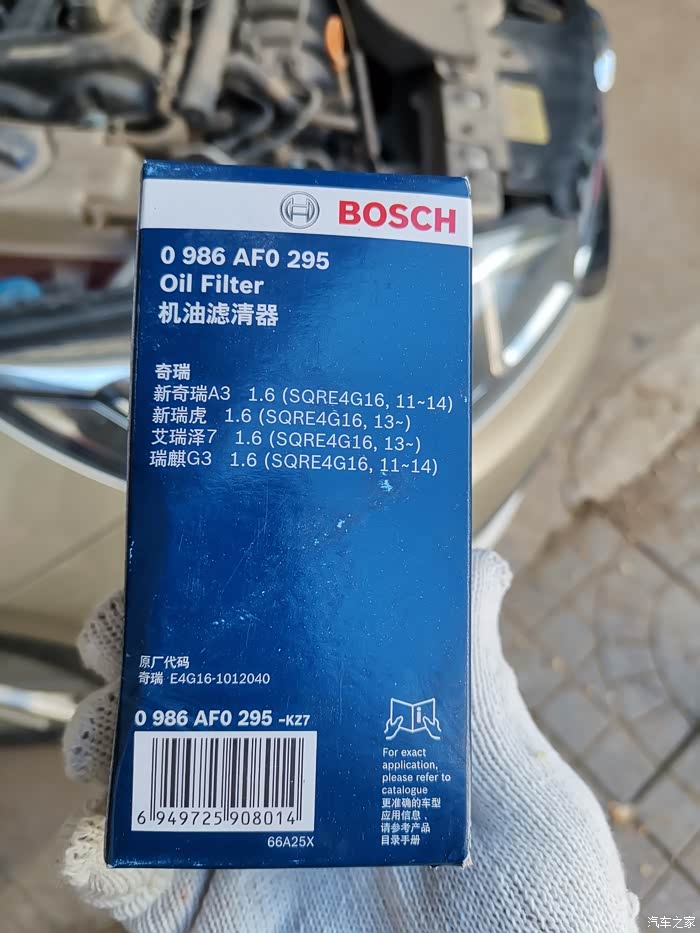 BOSCH
0 986 AF0 295
Oil Filter
机油滤清器
奇瑞
新奇瑞A3 1.6 (SQRE4G16, 11~14)
新瑞虎 1.6 (SQRE4G16, 13~)
艾瑞泽7 1.6 (SQRE4G16, 13~)
瑞麒G3 1.6 (SQRE4G16, 11~14)
原厂代码
奇瑞 E4G16-1012040
0 986 AF0 295 -KZ7
6 949725 908014
66A25X
For exact
application,
please refer to
catalogue
更准确的车型
应用信息、
请参考产品
目录手册
汽车之家